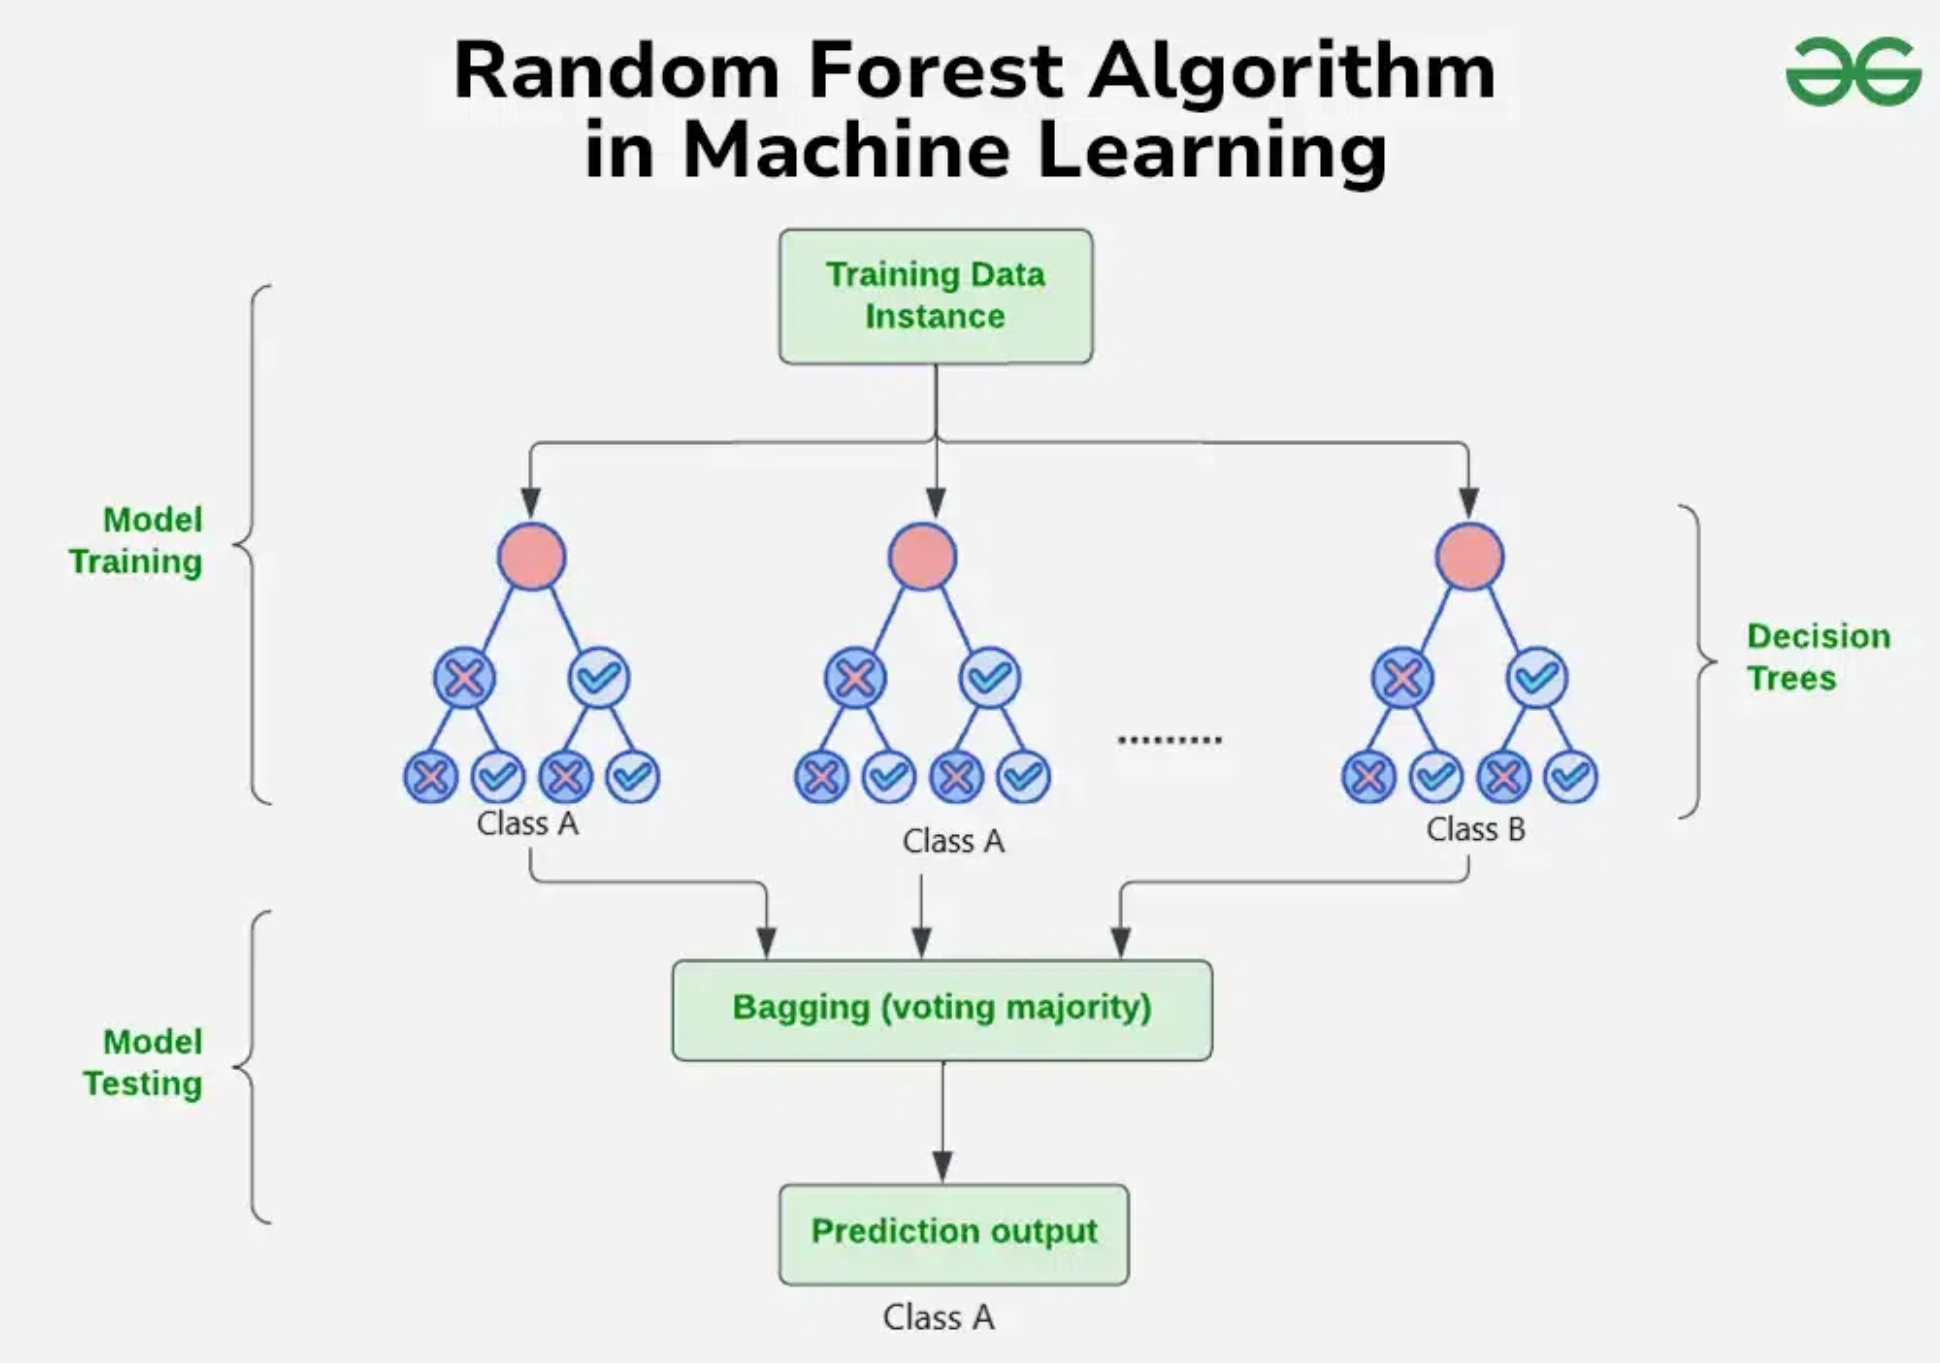 Random Forest Algorithm
in Machine Learning
Training Data
Instance
Model
Training
Decision
Trees
.........
Class A
Class A
Class B
Bagging (voting majority)
Model
Testing
Prediction output
Class A